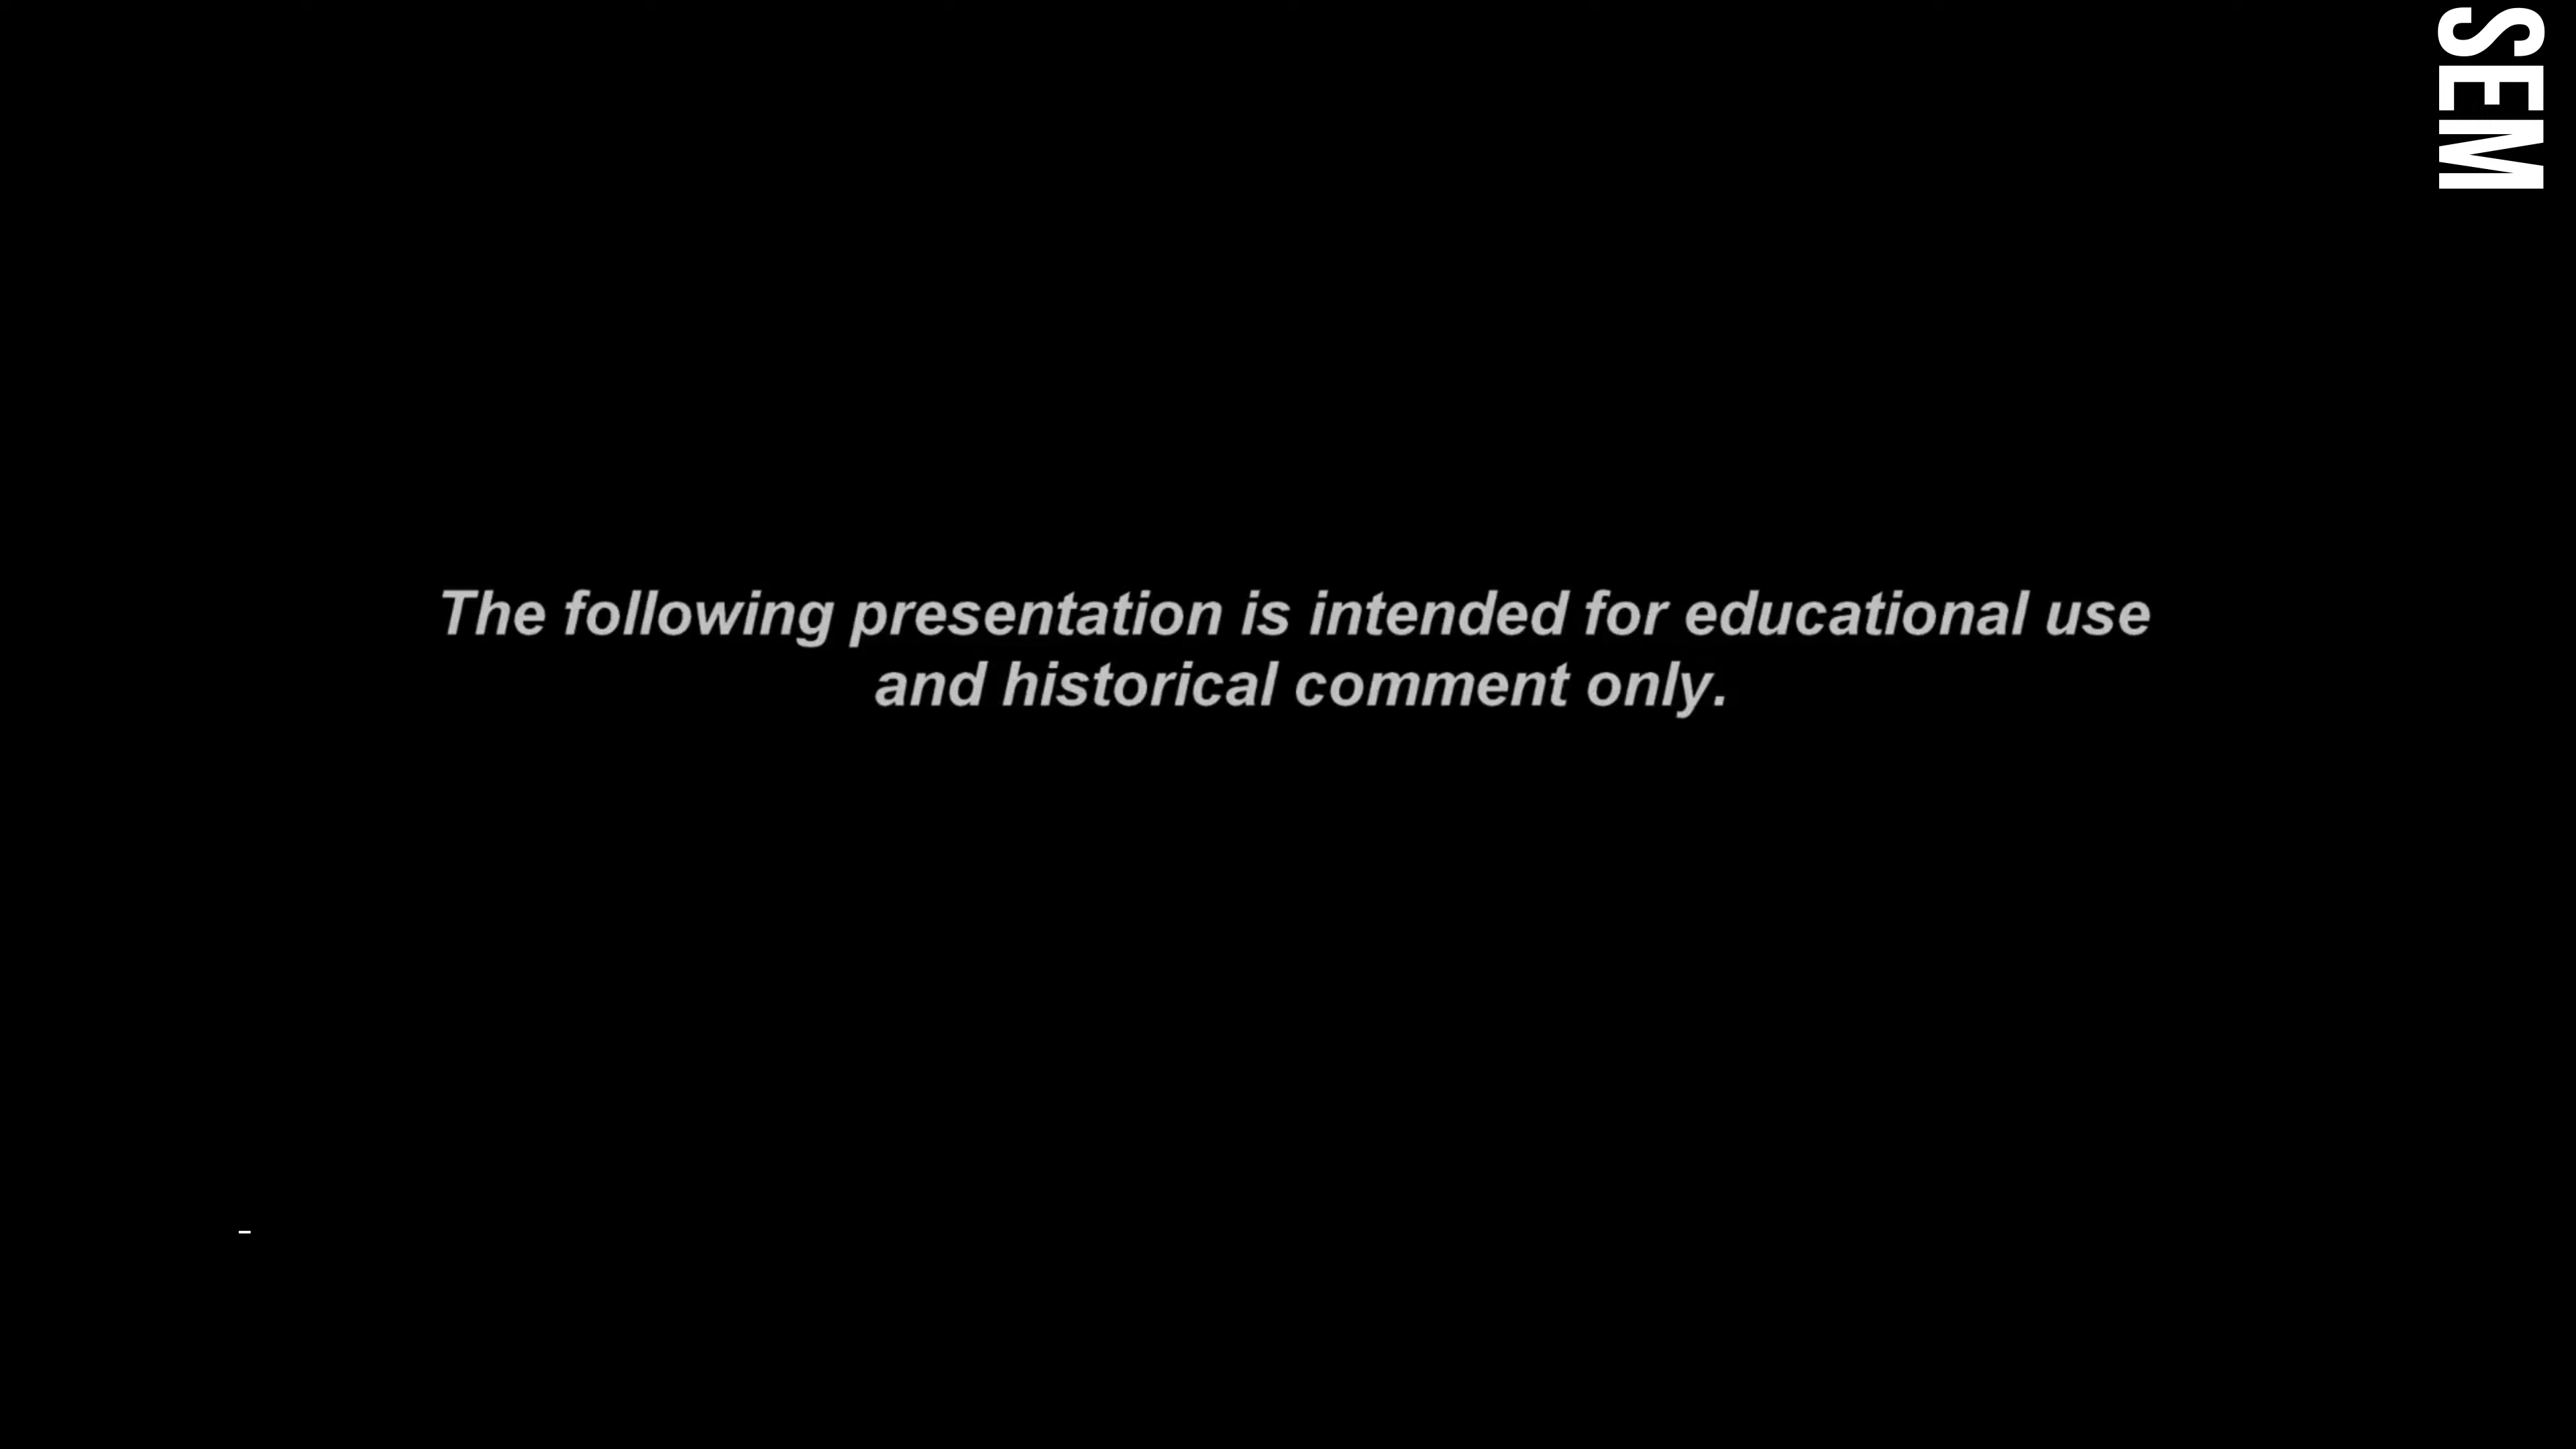 SEM
The following presentation is intended for educational use
and historical comment only.
-